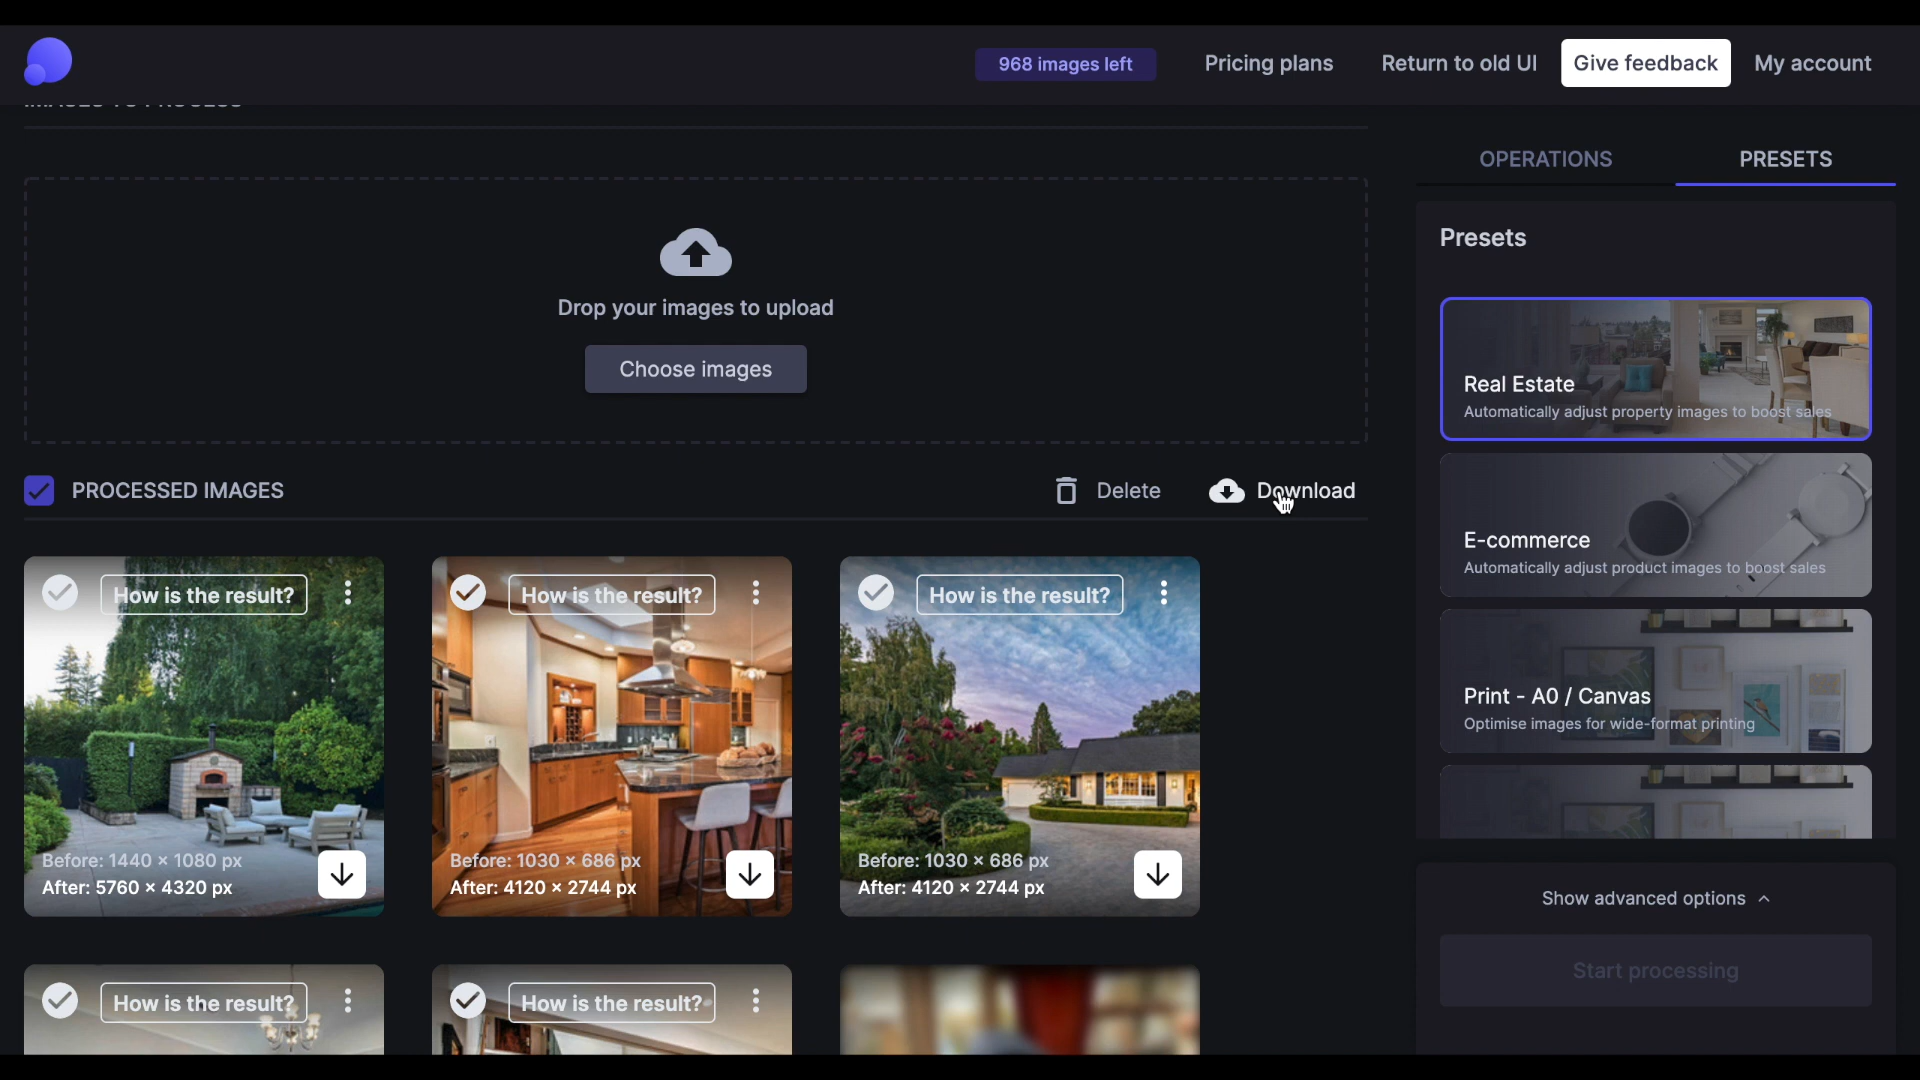 968 images left
Pricing plans
Return to old UI
Give feedback
My account
IMAGES TO PROCESS
OPERATIONS
PRESETS
Presets
Drop your images to upload
Choose images
Real Estate
Automatically adjust property images to boost sales
PROCESSED IMAGES
Delete
Download
E-commerce
Automatically adjust product images to boost sales
How is the result?
How is the result?
How is the result?
Print - A0 / Canvas
Optimise images for wide-format printing
Before: 1440 × 1080 px
After: 5760 × 4320 px
Before: 1030 × 686 px
After: 4120 × 2744 px
Before: 1030 × 686 px
After: 4120 × 2744 px
Show advanced options
Start processing
How is the result?
How is the result?